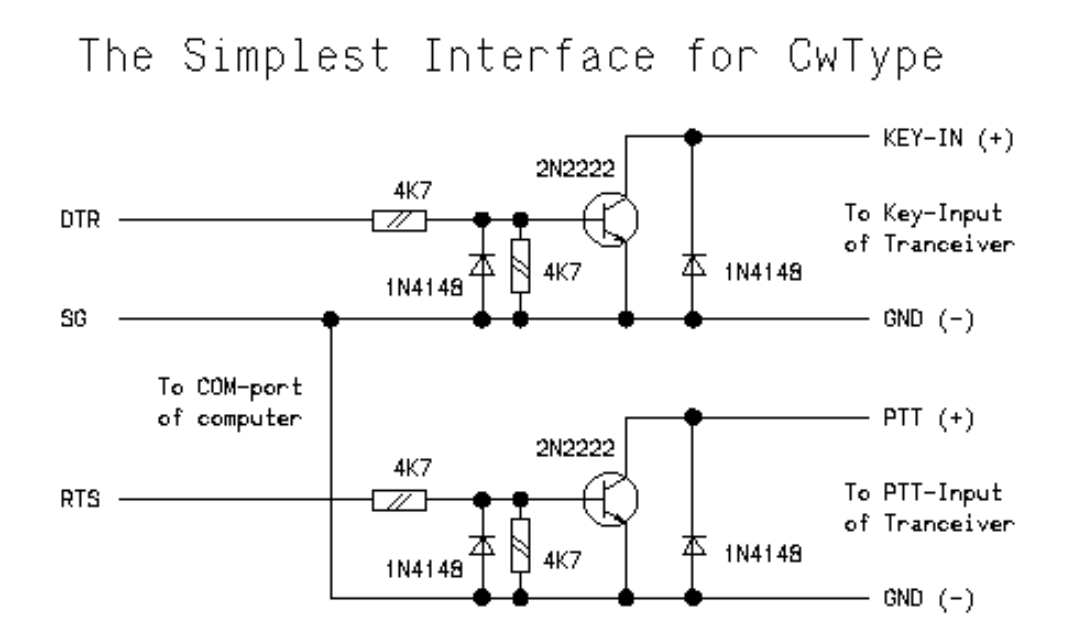 The Simplest Interface for CwType
KEY-IN (+)
2N2222
4K7
DTR
To Key-Input
of Tranceiver
4K7
1N4148
1N4148
SG
GND (-)
To COM-port
of computer
PTT (+)
2N2222
4K7
RTS
To PTT-Input
of Tranceiver
4K7
1N4148
1N4148
GND (-)